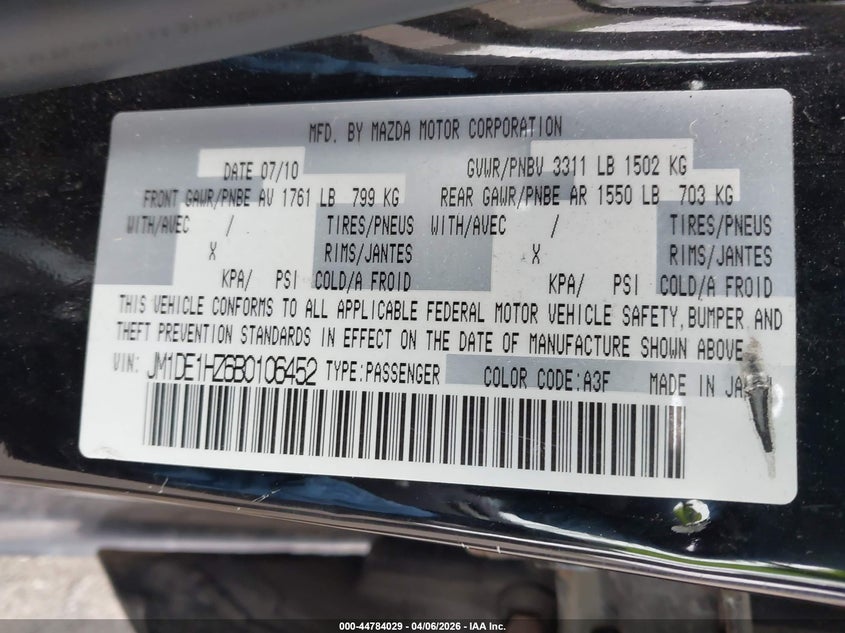 MFD. BY MAZDA MOTOR CORPORATION
DATE 07/10 GVWR/PNBV 3311 LB 1502 KG
FRONT GAWR/PNBE AV 1761 LB 799 KG REAR GAWR/PNBE AR 1550 LB 703 KG
WITH/AVEC / TIRES/PNEUS WITH/AVEC / TIRES/PNEUS
X RIMS/JANTES X RIMS/JANTES
KPA/ PSI COLD/A FROID KPA/ PSI COLD/A FROID
THIS VEHICLE CONFORMS TO ALL APPLICABLE FEDERAL MOTOR VEHICLE SAFETY, BUMPER AND
THEFT PREVENTION STANDARDS IN EFFECT ON THE DATE OF MANUFACTURE SHOWN ABOVE.
VIN: JM1DE1HZ6B0106452 TYPE:PASSENGER COLOR CODE:A3F MADE IN
000-44784029 - 04/06/2026 - IAA Inc.